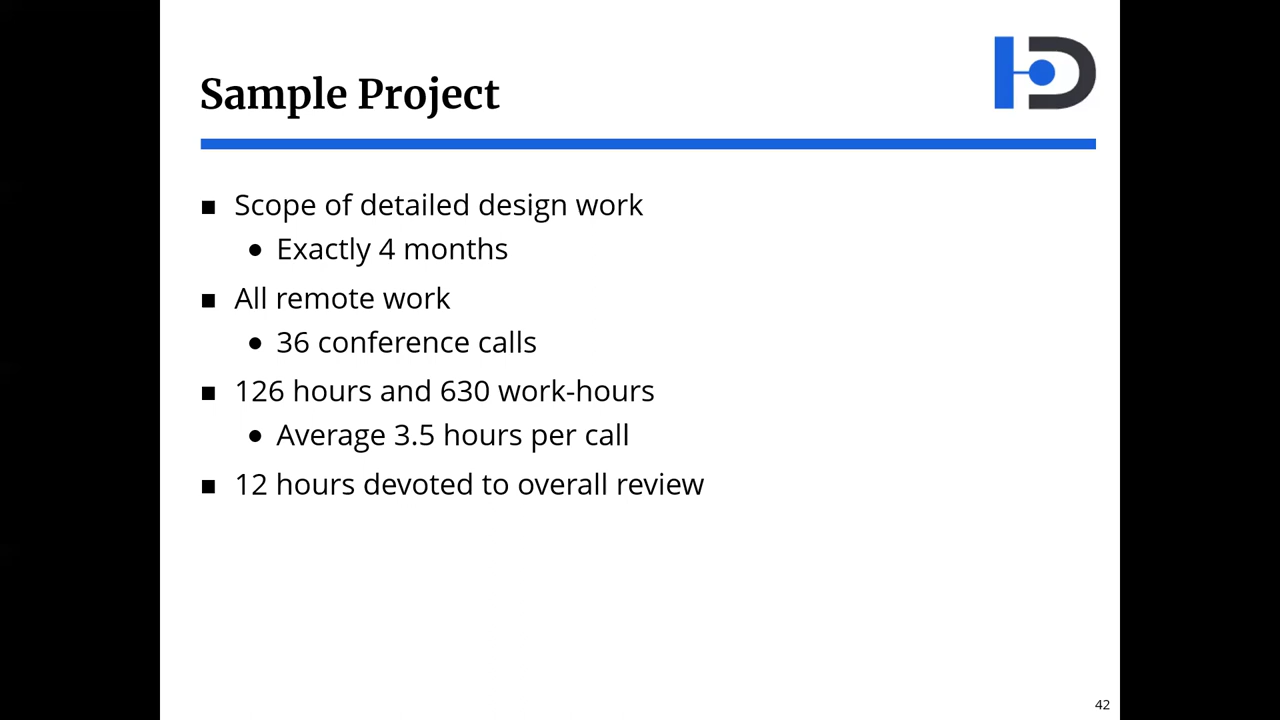 Sample Project
Scope of detailed design work
Exactly 4 months
All remote work
36 conference calls
126 hours and 630 work-hours
Average 3.5 hours per call
12 hours devoted to overall review
42